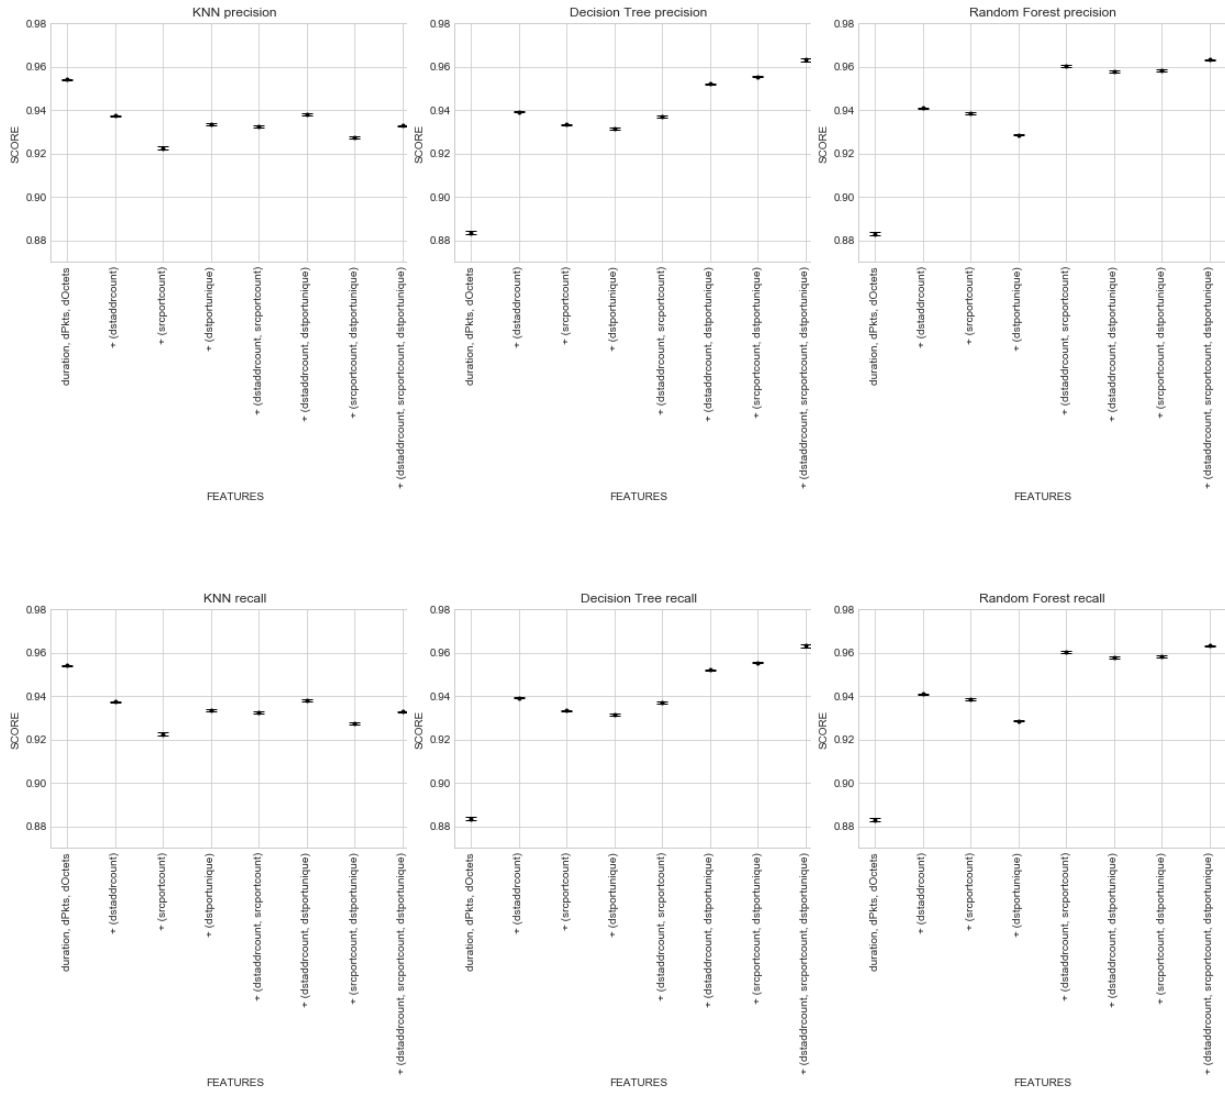 KNN precision
0.98
0.96
0.94
0.92
0.90
0.88
SCORE
duration, dPkts, dOctets
+ (dstaddrcount)
+ (srcportcount)
+ (dstportunique)
+ (dstaddrcount, srcportcount)
+ (dstaddrcount, dstportunique)
+ (srcportcount, dstportunique)
+ (dstaddrcount, srcportcount, dstportunique)
FEATURES
Decision Tree precision
0.98
0.96
0.94
0.92
0.90
0.88
SCORE
duration, dPkts, dOctets
+ (dstaddrcount)
+ (srcportcount)
+ (dstportunique)
+ (dstaddrcount, srcportcount)
+ (dstaddrcount, dstportunique)
+ (srcportcount, dstportunique)
+ (dstaddrcount, srcportcount, dstportunique)
FEATURES
Random Forest precision
0.98
0.96
0.94
0.92
0.90
0.88
SCORE
duration, dPkts, dOctets
+ (dstaddrcount)
+ (srcportcount)
+ (dstportunique)
+ (dstaddrcount, srcportcount)
+ (dstaddrcount, dstportunique)
+ (srcportcount, dstportunique)
+ (dstaddrcount, srcportcount, dstportunique)
FEATURES
KNN recall
0.98
0.96
0.94
0.92
0.90
0.88
SCORE
duration, dPkts, dOctets
+ (dstaddrcount)
+ (srcportcount)
+ (dstportunique)
+ (dstaddrcount, srcportcount)
+ (dstaddrcount, dstportunique)
+ (srcportcount, dstportunique)
+ (dstaddrcount, srcportcount, dstportunique)
FEATURES
Decision Tree recall
0.98
0.96
0.94
0.92
0.90
0.88
SCORE
duration, dPkts, dOctets
+ (dstaddrcount)
+ (srcportcount)
+ (dstportunique)
+ (dstaddrcount, srcportcount)
+ (dstaddrcount, dstportunique)
+ (srcportcount, dstportunique)
+ (dstaddrcount, srcportcount, dstportunique)
FEATURES
Random Forest recall
0.98
0.96
0.94
0.92
0.90
0.88
SCORE
duration, dPkts, dOctets
+ (dstaddrcount)
+ (srcportcount)
+ (dstportunique)
+ (dstaddrcount, srcportcount)
+ (dstaddrcount, dstportunique)
+ (srcportcount, dstportunique)
+ (dstaddrcount, srcportcount, dstportunique)
FEATURES